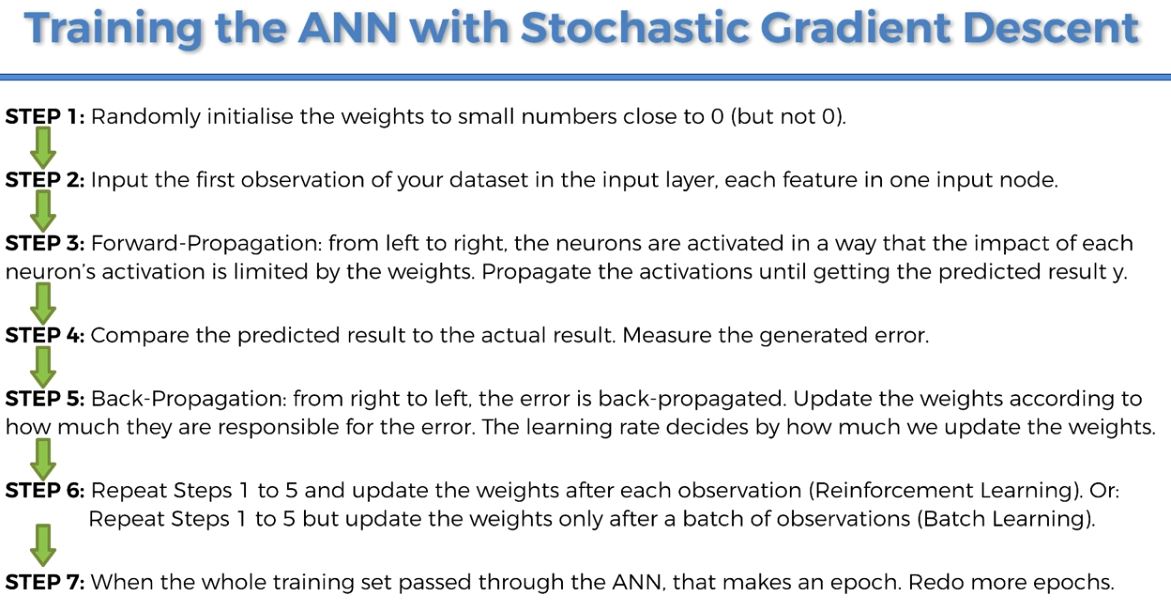 Training the ANN with Stochastic Gradient Descent
STEP 1: Randomly initialise the weights to small numbers close to 0 (but not 0).
STEP 2: Input the first observation of your dataset in the input layer, each feature in one input node.
STEP 3: Forward-Propagation: from left to right, the neurons are activated in a way that the impact of each
neuron's activation is limited by the weights. Propagate the activations until getting the predicted result y.
STEP 4: Compare the predicted result to the actual result. Measure the generated error.
STEP 5: Back-Propagation: from right to left, the error is back-propagated. Update the weights according to
how much they are responsible for the error. The learning rate decides by how much we update the weights.
STEP 6: Repeat Steps 1 to 5 and update the weights after each observation (Reinforcement Learning). Or:
Repeat Steps 1 to 5 but update the weights only after a batch of observations (Batch Learning).
STEP 7: When the whole training set passed through the ANN, that makes an epoch. Redo more epochs.